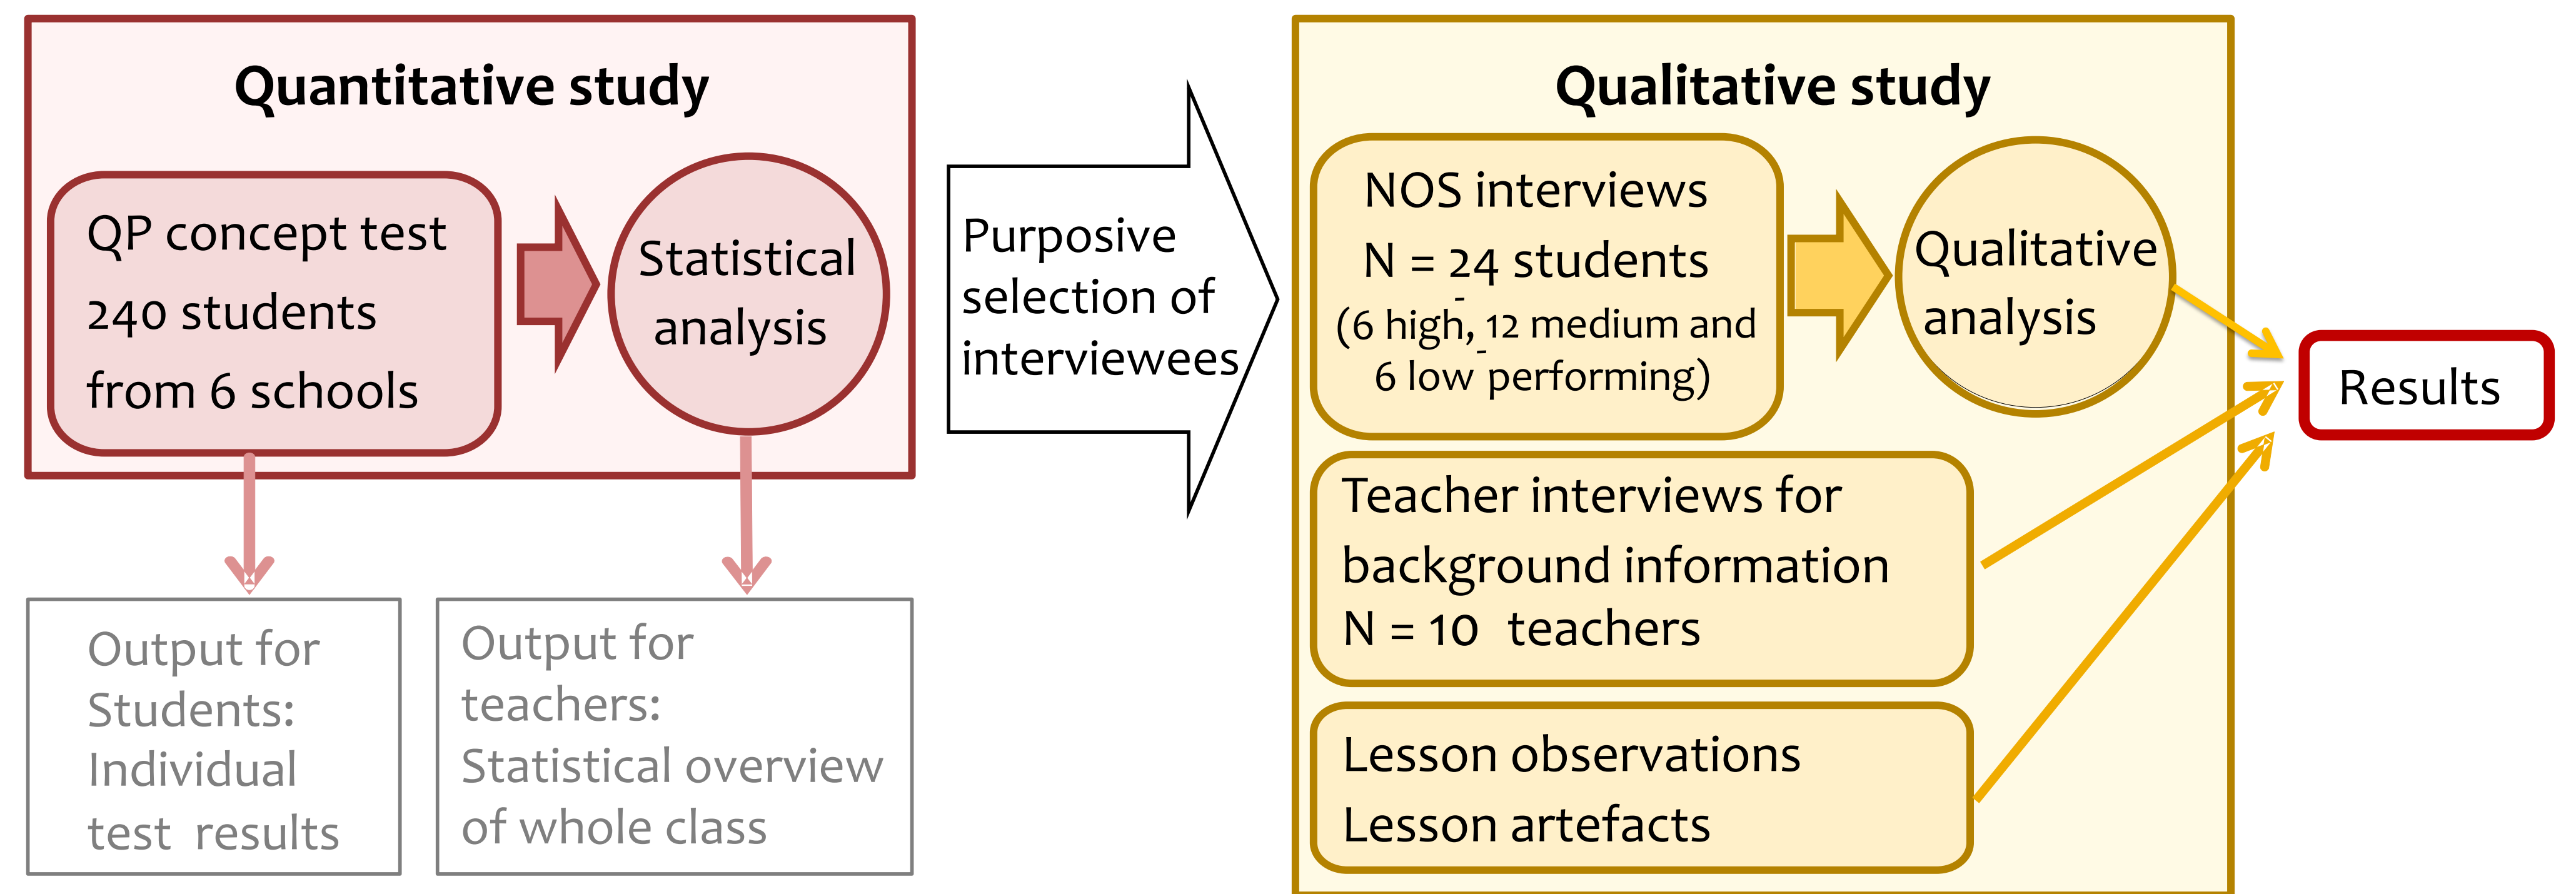 Quantitative study
QP concept test
240 students
from 6 schools
Statistical
analysis
Output for
Students:
Individual
test results
Output for
teachers:
Statistical overview
of whole class
Purposive
selection of
interviewees
Qualitative study
NOS interviews
N = 24 students
(6 high,- 12 medium and
6 low-performing)
Qualitative
analysis
Teacher interviews for
background information
N = 10 teachers
Lesson observations
Lesson artefacts
Results